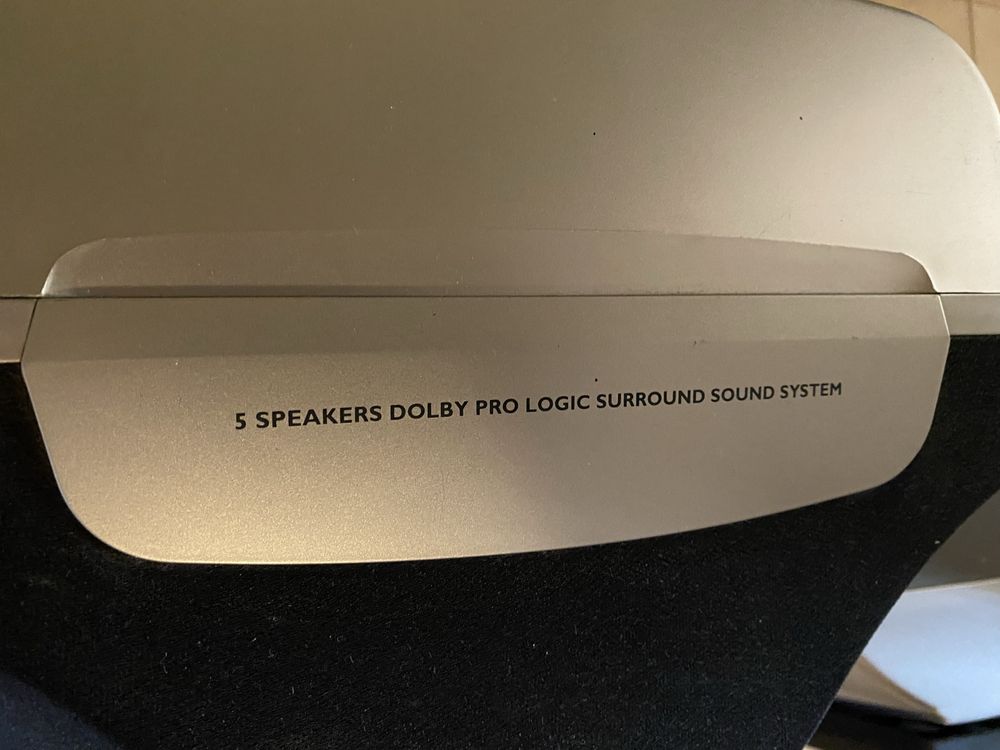 5 SPEAKERS DOLBY PRO LOGIC SURROUND SOUND SYSTEM